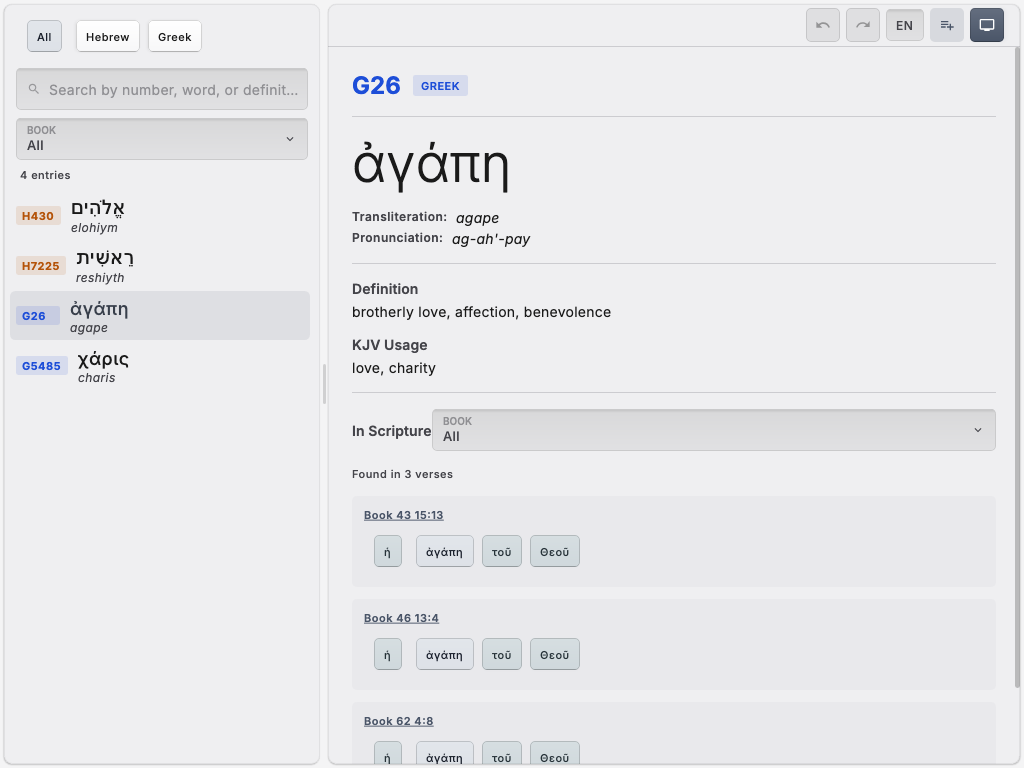 All
Hebrew
Greek
Search by number, word, or definit...
BOOK
All
4 entries
H430
אֱלֹהִים
elohiym
H7225
רֵאשִׁית
reshiyth
G26
ἀγάπη
agape
G5485
χάρις
charis
EN
G26
GREEK
ἀγάπη
Transliteration: agape
Pronunciation: ag-ah'-pay
Definition
brotherly love, affection, benevolence
KJV Usage
love, charity
In Scripture
BOOK
All
Found in 3 verses
Book 43 15:13
ἡ ἀγάπη τοῦ Θεοῦ
Book 46 13:4
ἡ ἀγάπη τοῦ Θεοῦ
Book 62 4:8
ἡ ἀγάπη τοῦ Θεοῦ